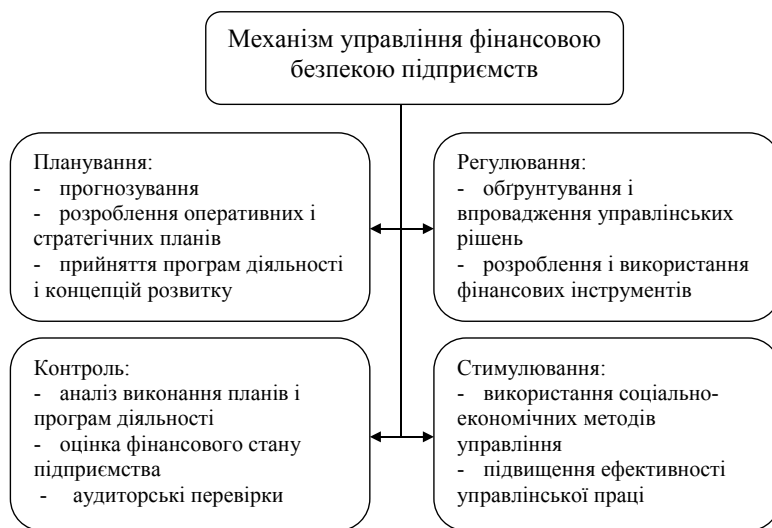 Механізм управління фінансовою
безпекою підприємств
Планування:
- прогнозування
- розроблення оперативних і
стратегічних планів
- прийняття програм діяльності
і концепцій розвитку
Регулювання:
- обґрунтування і
впровадження управлінських
рішень
- розроблення і використання
фінансових інструментів
Контроль:
- аналіз виконання планів і
програм діяльності
- оцінка фінансового стану
підприємства
- аудиторські перевірки
Стимулювання:
- використання соціально-
економічних методів
управління
- підвищення ефективності
управлінської праці